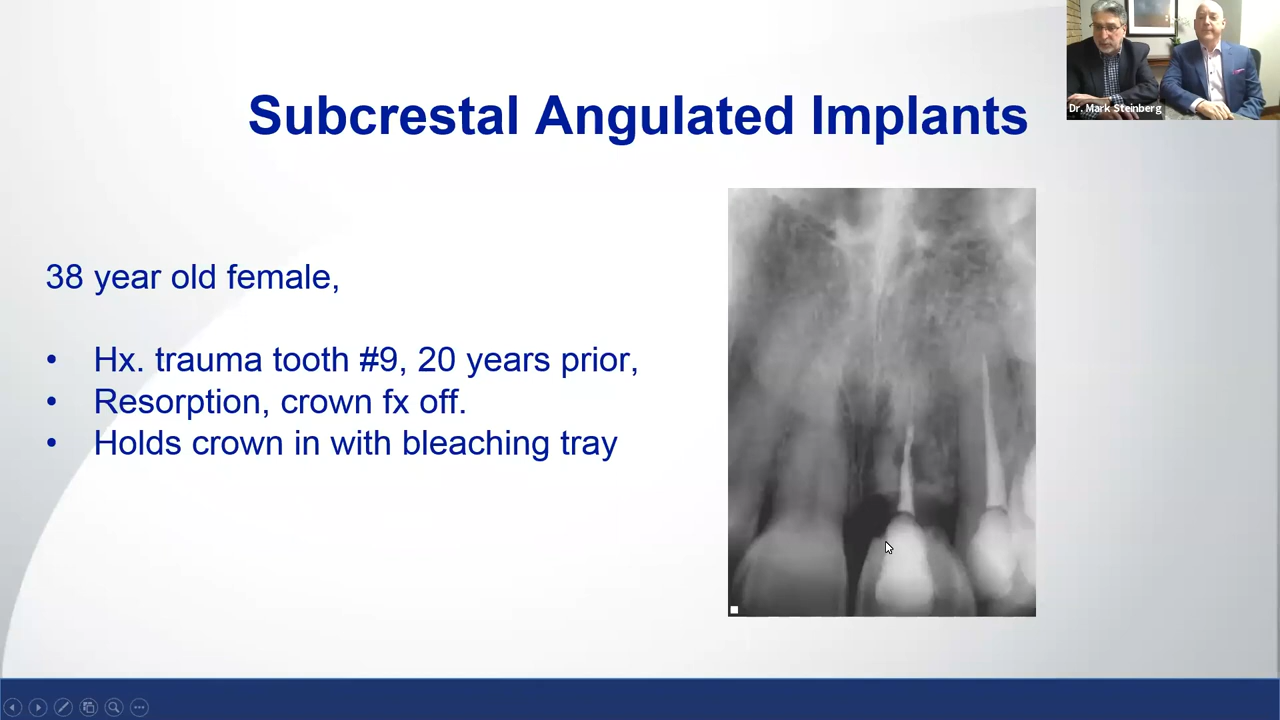 Dr. Mark Steinberg
Subcrestal Angulated Implants
38 year old female,
• Hx. trauma tooth #9, 20 years prior,
• Resorption, crown fx off.
• Holds crown in with bleaching tray